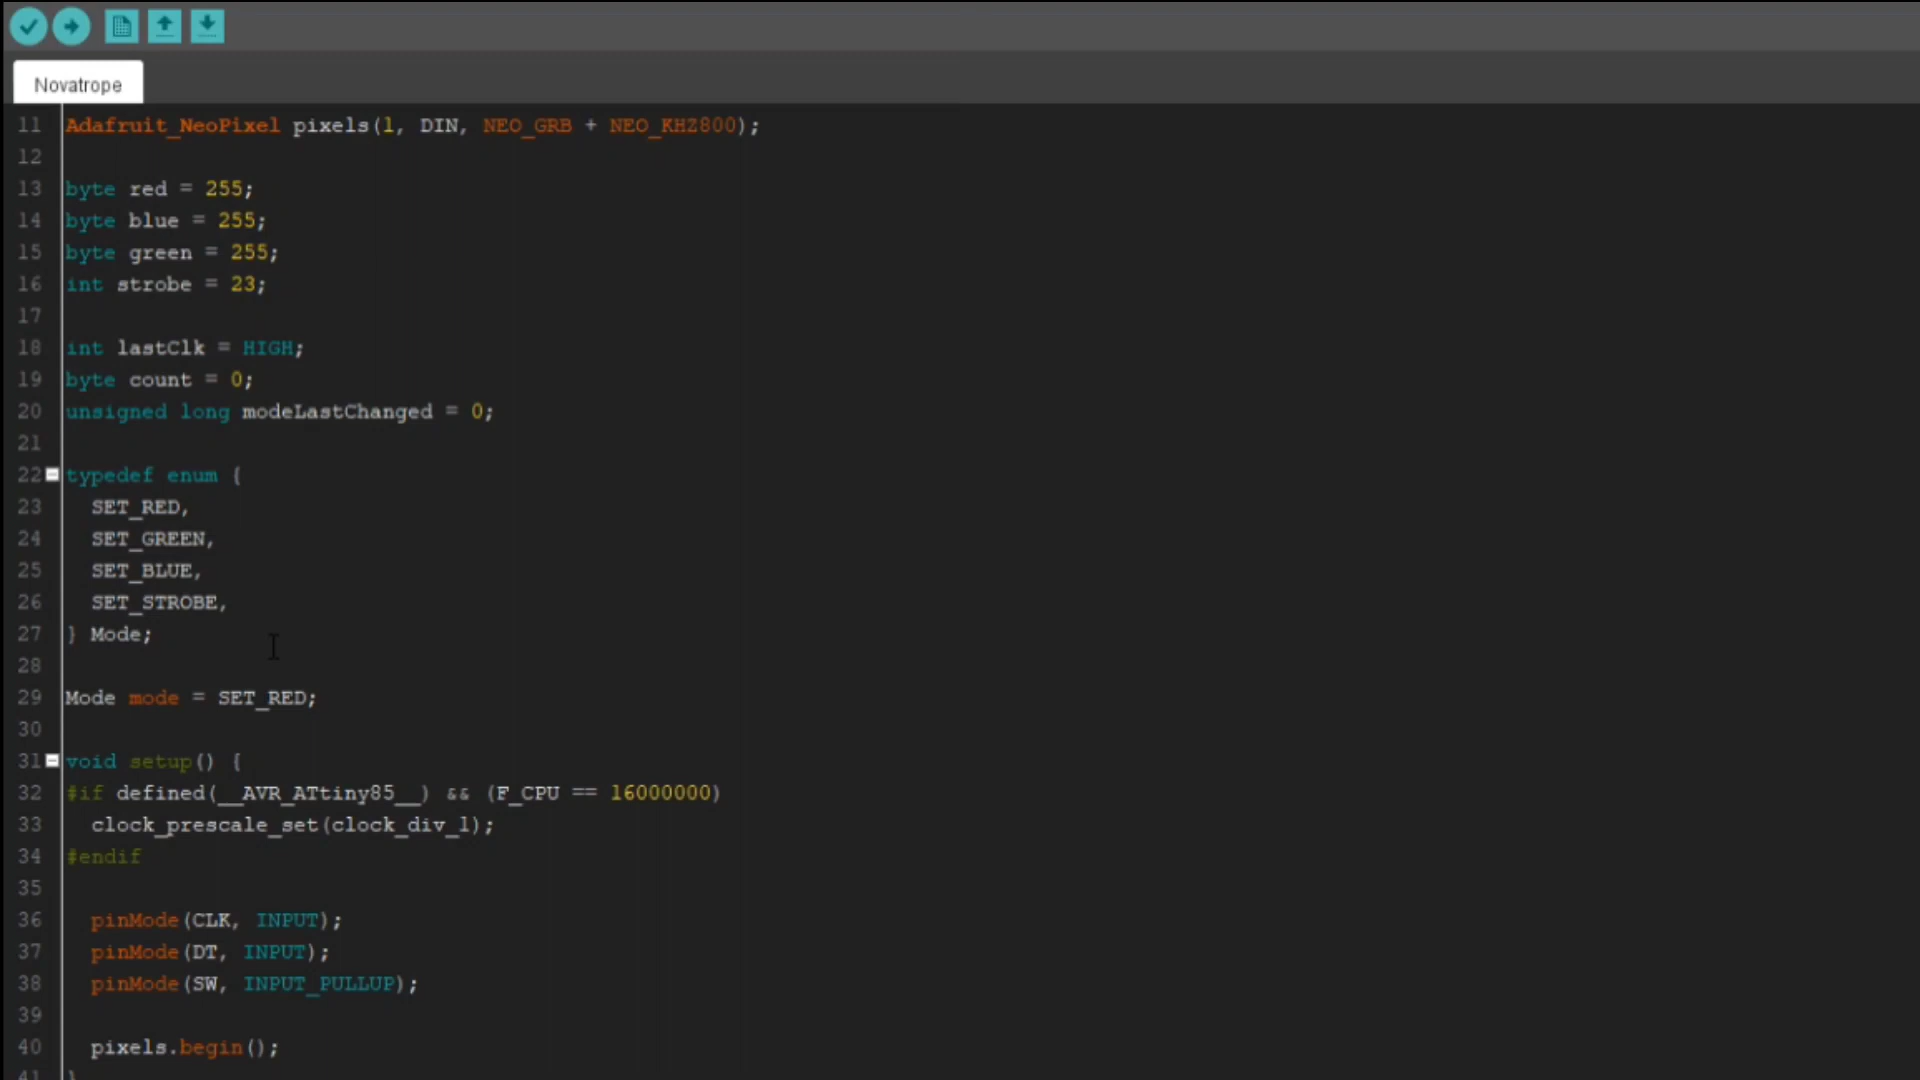 Novatrope
11 Adafruit_NeoPixel pixels(1, DIN, NEO_GRB + NEO_KHZ800);
12
13 byte red = 255;
14 byte blue = 255;
15 byte green = 255;
16 int strobe = 23;
17
18 int lastClk = HIGH;
19 byte count = 0;
20 unsigned long modeLastChanged = 0;
21
22 typedef enum {
23   SET_RED,
24   SET_GREEN,
25   SET_BLUE,
26   SET_STROBE,
27 } Mode;
28
29 Mode mode = SET_RED;
30
31 void setup() {
32 #if defined(__AVR_ATtiny85__) && (F_CPU == 16000000)
33   clock_prescale_set(clock_div_1);
34 #endif
35
36   pinMode(CLK, INPUT);
37   pinMode(DT, INPUT);
38   pinMode(SW, INPUT_PULLUP);
39
40   pixels.begin();
41 }